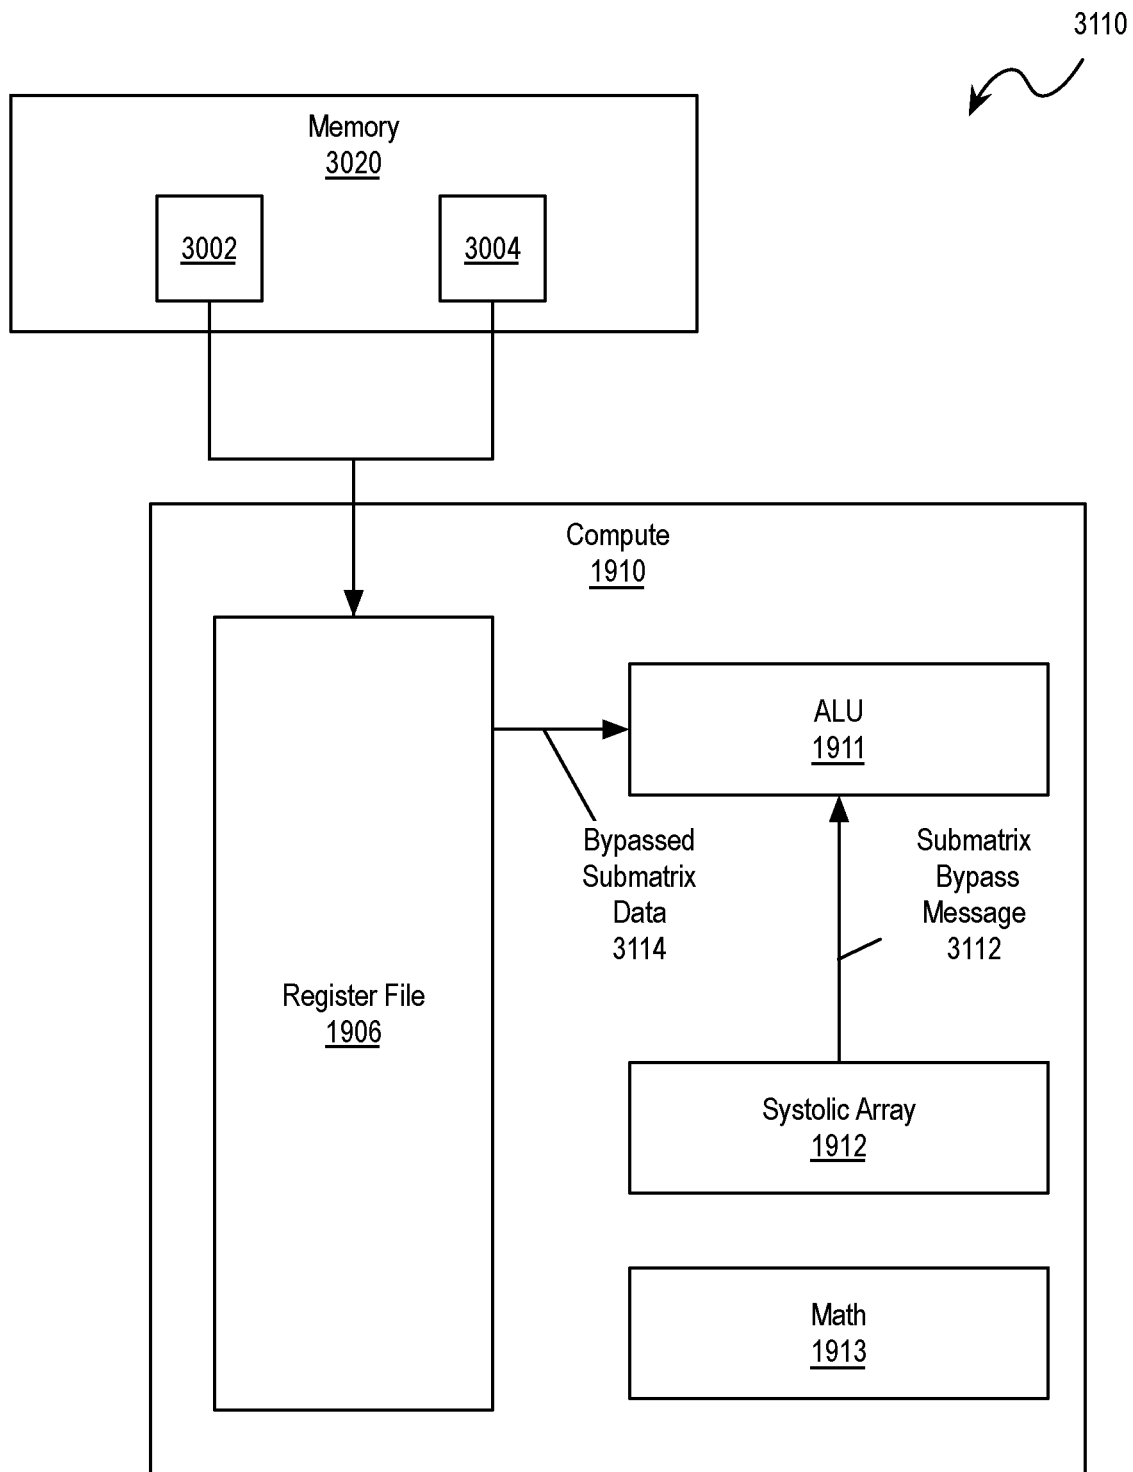 3110
Memory
3020
3002
3004
Compute
1910
ALU
1911
Bypassed
Submatrix
Data
3114
Submatrix
Bypass
Message
3112
Register File
1906
Systolic Array
1912
Math
1913